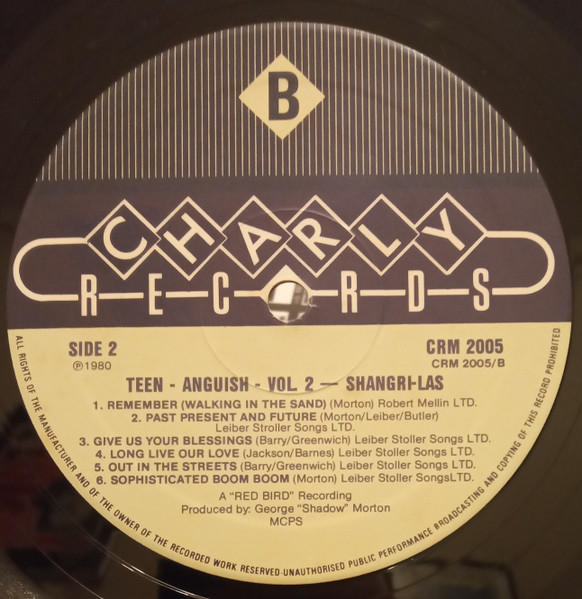 B
CHARLY
RECORDS
SIDE 2
℗1980
CRM 2005
CRM 2005/B
TEEN - ANGUISH - VOL. 2 — SHANGRI-LAS
1. REMEMBER (WALKING IN THE SAND) (Morton) Robert Mellin LTD.
2. PAST PRESENT AND FUTURE (Morton/Leiber/Butler)
Leiber Stroller Songs LTD.
3. GIVE US YOUR BLESSINGS (Barry/Greenwich) Leiber Stoller Songs LTD.
4. LONG LIVE OUR LOVE (Jackson/Barnes) Leiber Stoller Songs LTD.
5. OUT IN THE STREETS (Barry/Greenwich) Leiber Stoller Songs LTD.
6. SOPHISTICATED BOOM BOOM (Morton) Leiber Stoller SongsLTD.
A "RED BIRD" Recording
Produced by: George "Shadow" Morton
MCPS
ALL RIGHTS OF THE MANUFACTURER AND OF THE OWNER OF THE RECORDED WORK RESERVED·UNAUTHORISED PUBLIC PERFORMANCE BROADCASTING AND COPYING OF THIS RECORD PROHIBITED